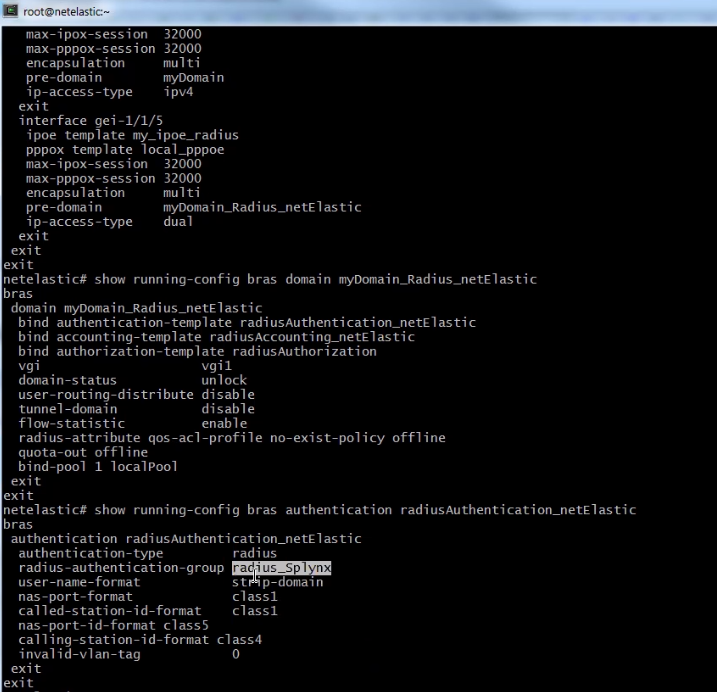 root@netelastic:~
max-ipox-session 32000
max-pppox-session 32000
encapsulation multi
pre-domain myDomain
ip-access-type ipv4
exit
interface gei-1/1/5
ipoe template my_ipoe_radius
pppox template local_pppoe
max-ipox-session 32000
max-pppox-session 32000
encapsulation multi
pre-domain myDomain_Radius_netElastic
ip-access-type dual
exit
exit
exit
netelastic# show running-config bras domain myDomain_Radius_netElastic
bras
domain myDomain_Radius_netElastic
bind authentication-template radiusAuthentication_netElastic
bind accounting-template radiusAccounting_netElastic
bind authorization-template radiusAuthorization
vgi vgi1
domain-status unlock
user-routing-distribute disable
tunnel-domain disable
flow-statistic enable
radius-attribute qos-acl-profile no-exist-policy offline
quota-out offline
bind-pool 1 localPool
exit
exit
netelastic# show running-config bras authentication radiusAuthentication_netElastic
bras
authentication radiusAuthentication_netElastic
authentication-type radius
radius-authentication-group radius_Splynx
user-name-format strip-domain
nas-port-format class1
called-station-id-format class1
nas-port-id-format class5
calling-station-id-format class4
invalid-vlan-tag 0
exit
exit